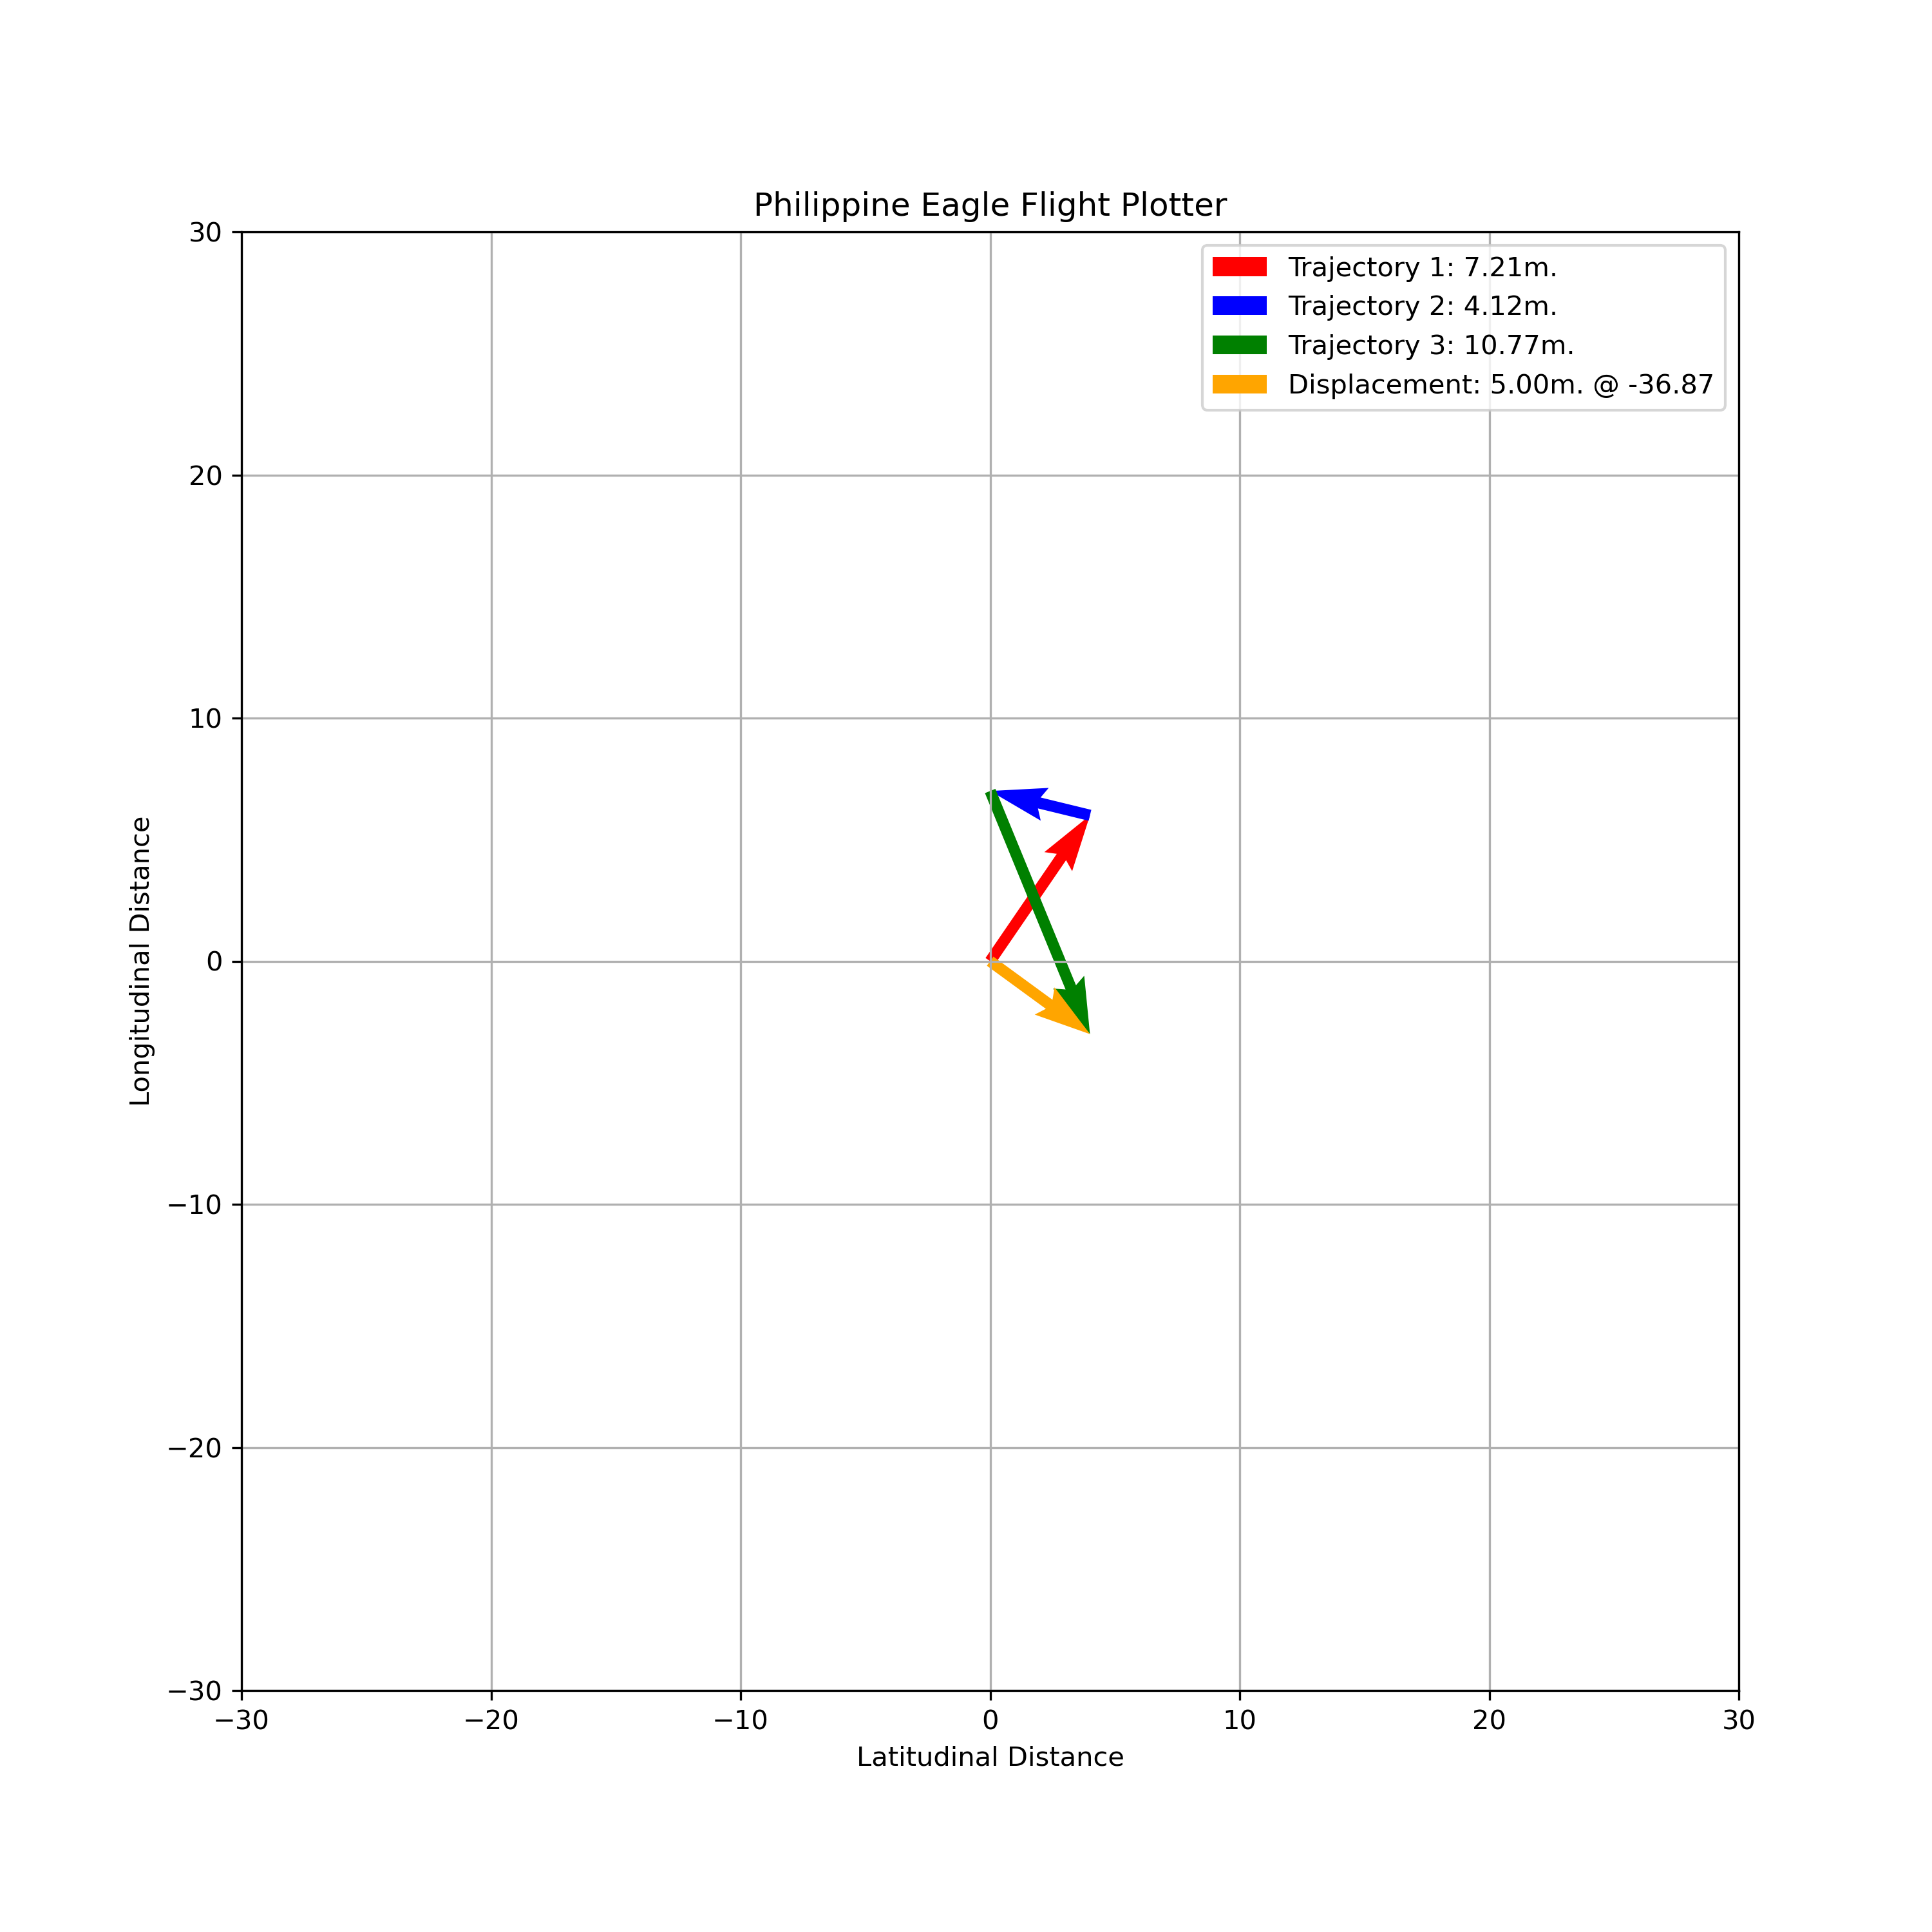 Philippine Eagle Flight Plotter
Trajectory 1: 7.21m.
Trajectory 2: 4.12m.
Trajectory 3: 10.77m.
Displacement: 5.00m. @ -36.87
30
20
10
0
−10
−20
−30
Longitudinal Distance
−30 −20 −10 0 10 20 30
Latitudinal Distance